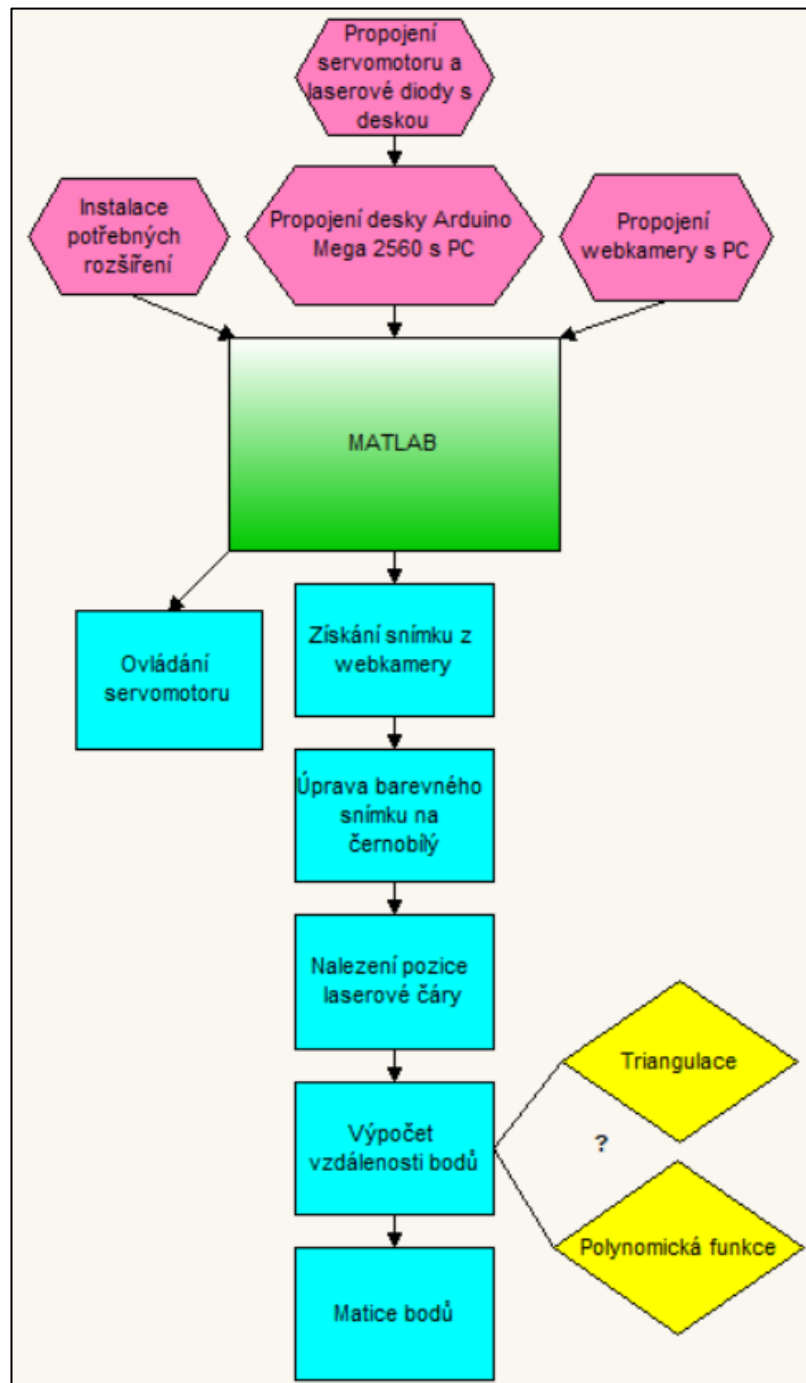 Propojení
servomotoru a
laserové diody s
deskou
Instalace
potřebných
rozšíření
Propojení desky Arduino
Mega 2560 s PC
Propojení
webkamery s PC
MATLAB
Ovládání
servomotoru
Získání snímku z
webkamery
Úprava barevného
snímku na
černobílý
Nalezení pozice
laserové čáry
Triangulace
Výpočet
vzdálenosti bodů
?
Polynomická funkce
Matice bodů